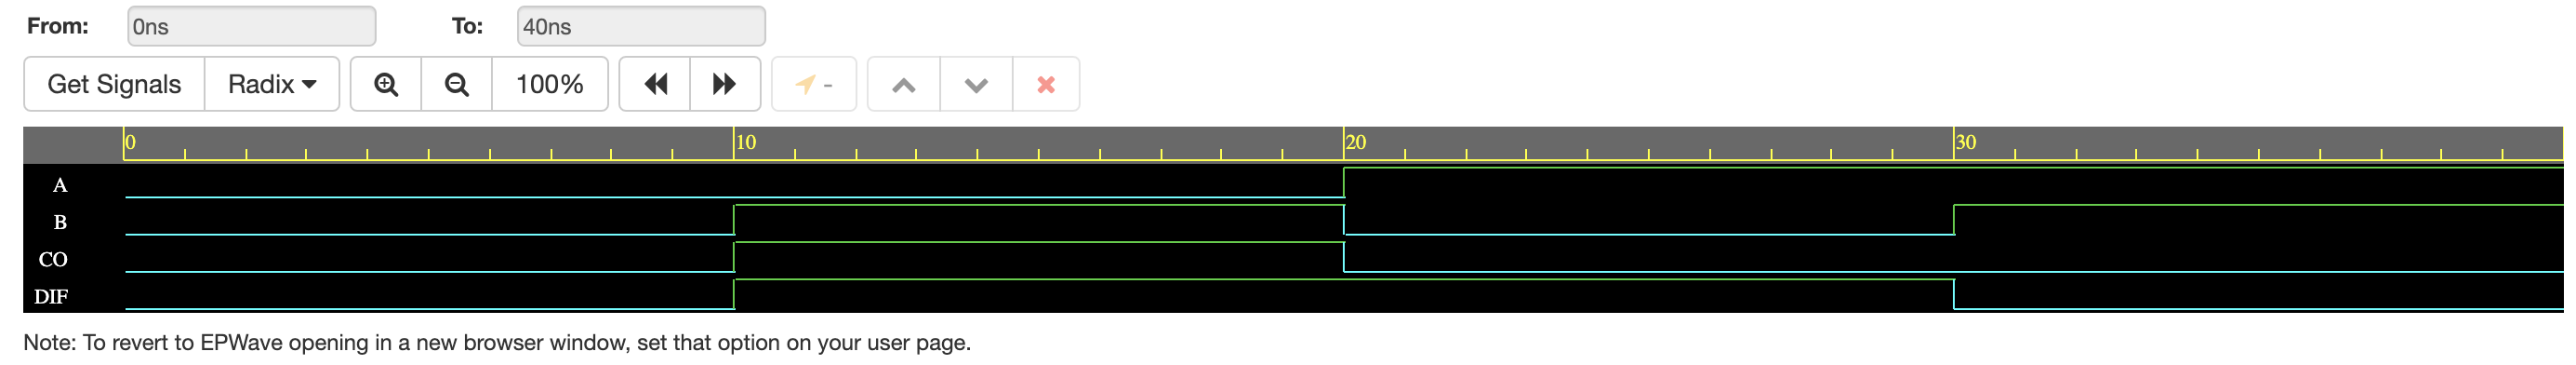 From: 0ns To: 40ns
Get Signals Radix 100% -
0 10 20 30
A
B
CO
DIF
Note: To revert to EPWave opening in a new browser window, set that option on your user page.